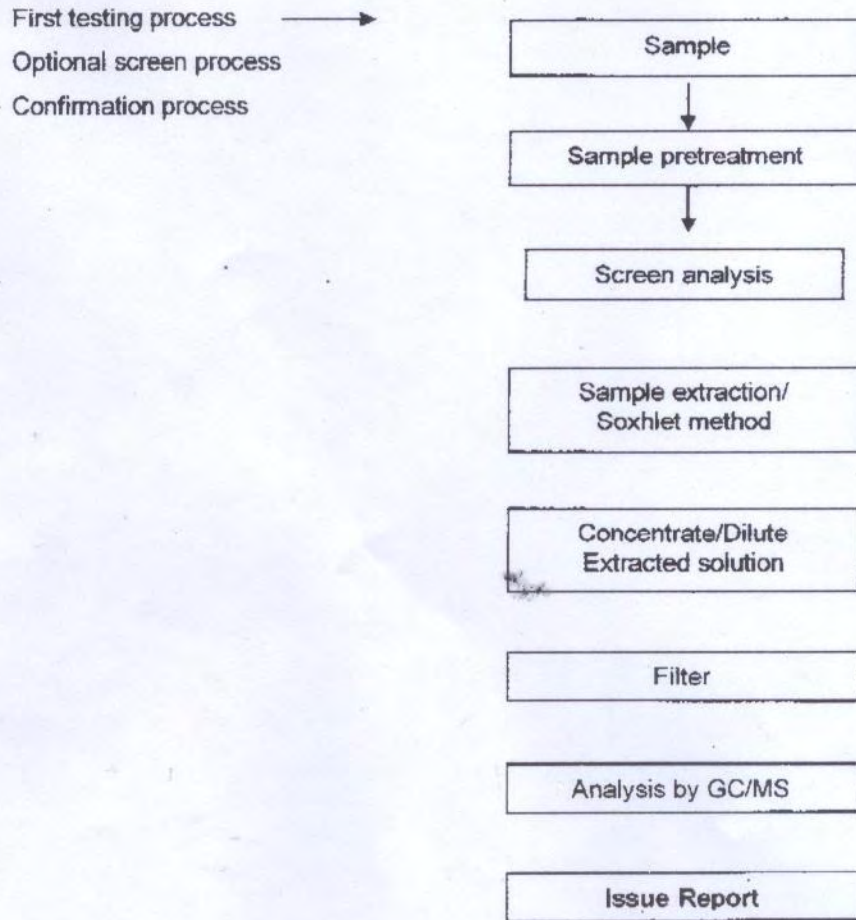 First testing process
Optional screen process
Confirmation process
Sample
Sample pretreatment
Screen analysis
Sample extraction/
Soxhlet method
Concentrate/Dilute
Extracted solution
Filter
Analysis by GC/MS
Issue Report